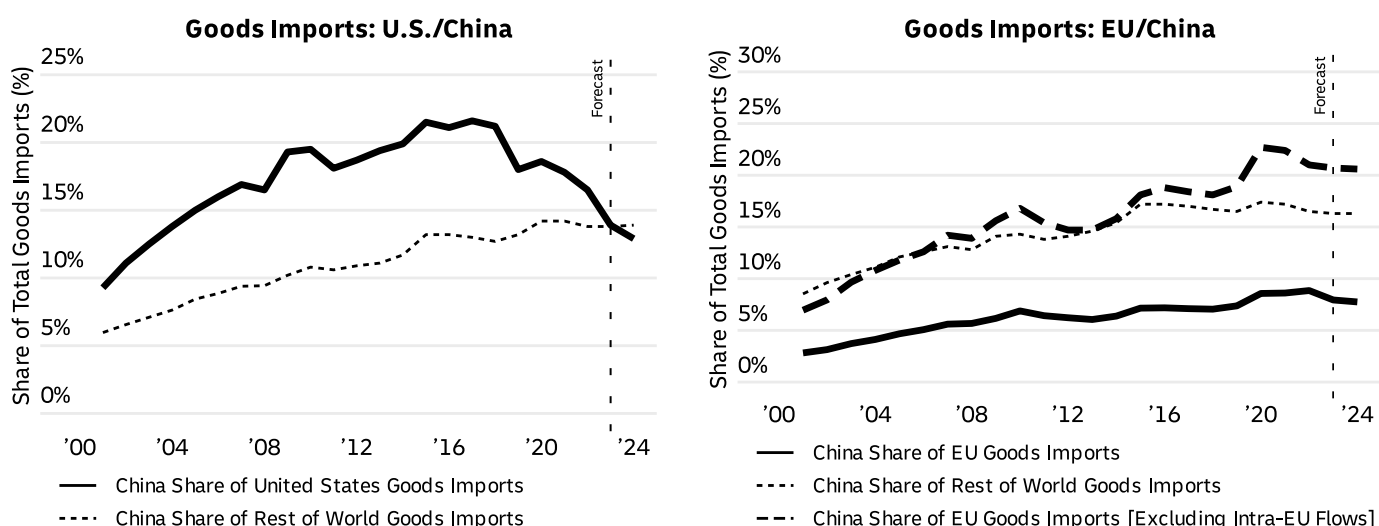 Goods Imports: U.S./China
Share of Total Goods Imports (%)
25%
20%
15%
10%
5%
0%
Forecast
’00 ’04 ’08 ’12 ’16 ’20 ’24
China Share of United States Goods Imports
China Share of Rest of World Goods Imports
Goods Imports: EU/China
Share of Total Goods Imports (%)
30%
25%
20%
15%
10%
5%
0%
Forecast
’00 ’04 ’08 ’12 ’16 ’20 ’24
China Share of EU Goods Imports
China Share of Rest of World Goods Imports
China Share of EU Goods Imports [Excluding Intra-EU Flows]